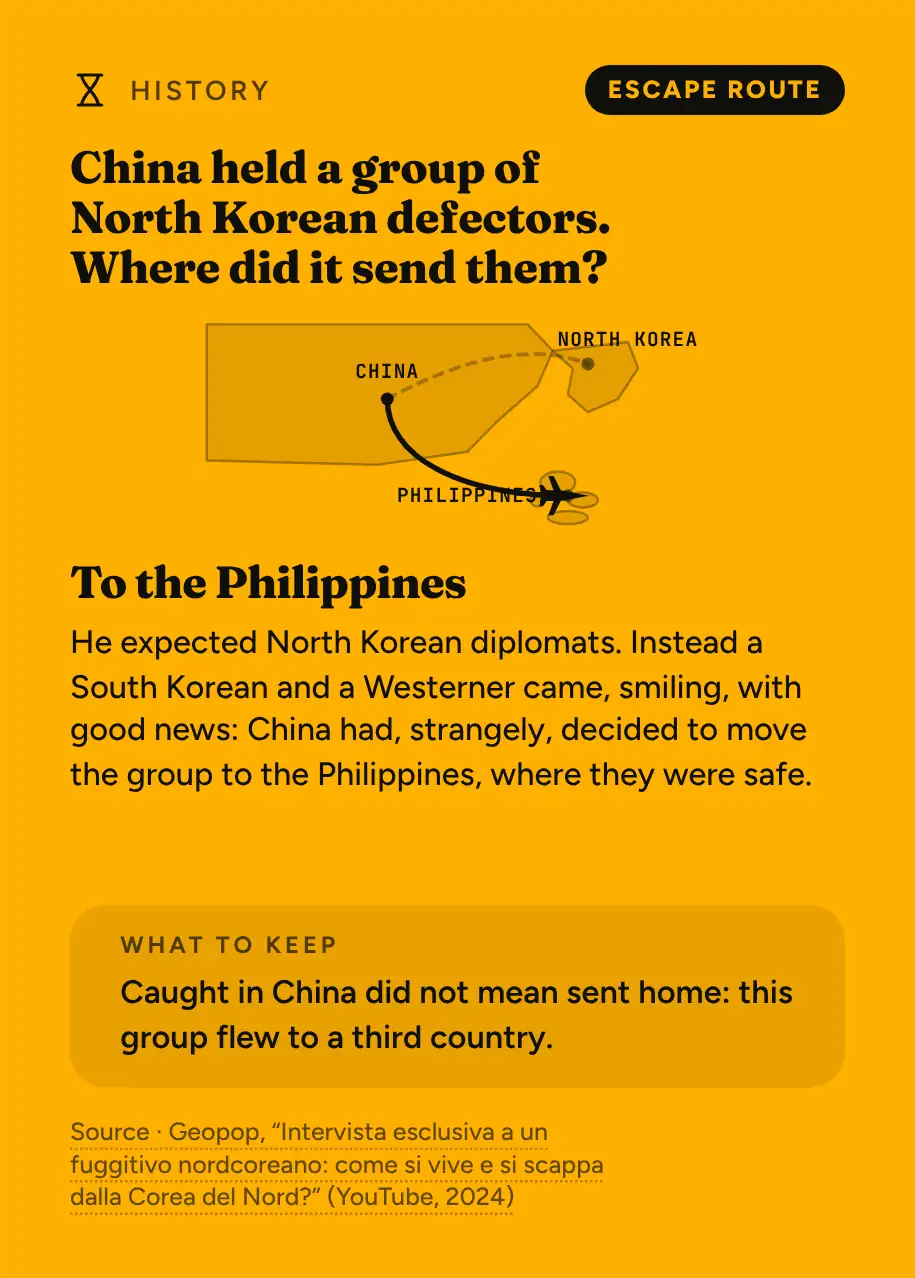 HISTORY
ESCAPE ROUTE
China held a group of
North Korean defectors.
Where did it send them?
NORTH KOREA
CHINA
PHILIPPINES
To the Philippines
He expected North Korean diplomats. Instead a
South Korean and a Westerner came, smiling, with
good news: China had, strangely, decided to move
the group to the Philippines, where they were safe.
WHAT TO KEEP
Caught in China did not mean sent home: this
group flew to a third country.
Source · Geopop, “Intervista esclusiva a un
fuggitivo nordcoreano: come si vive e si scappa
dalla Corea del Nord?” (YouTube, 2024)